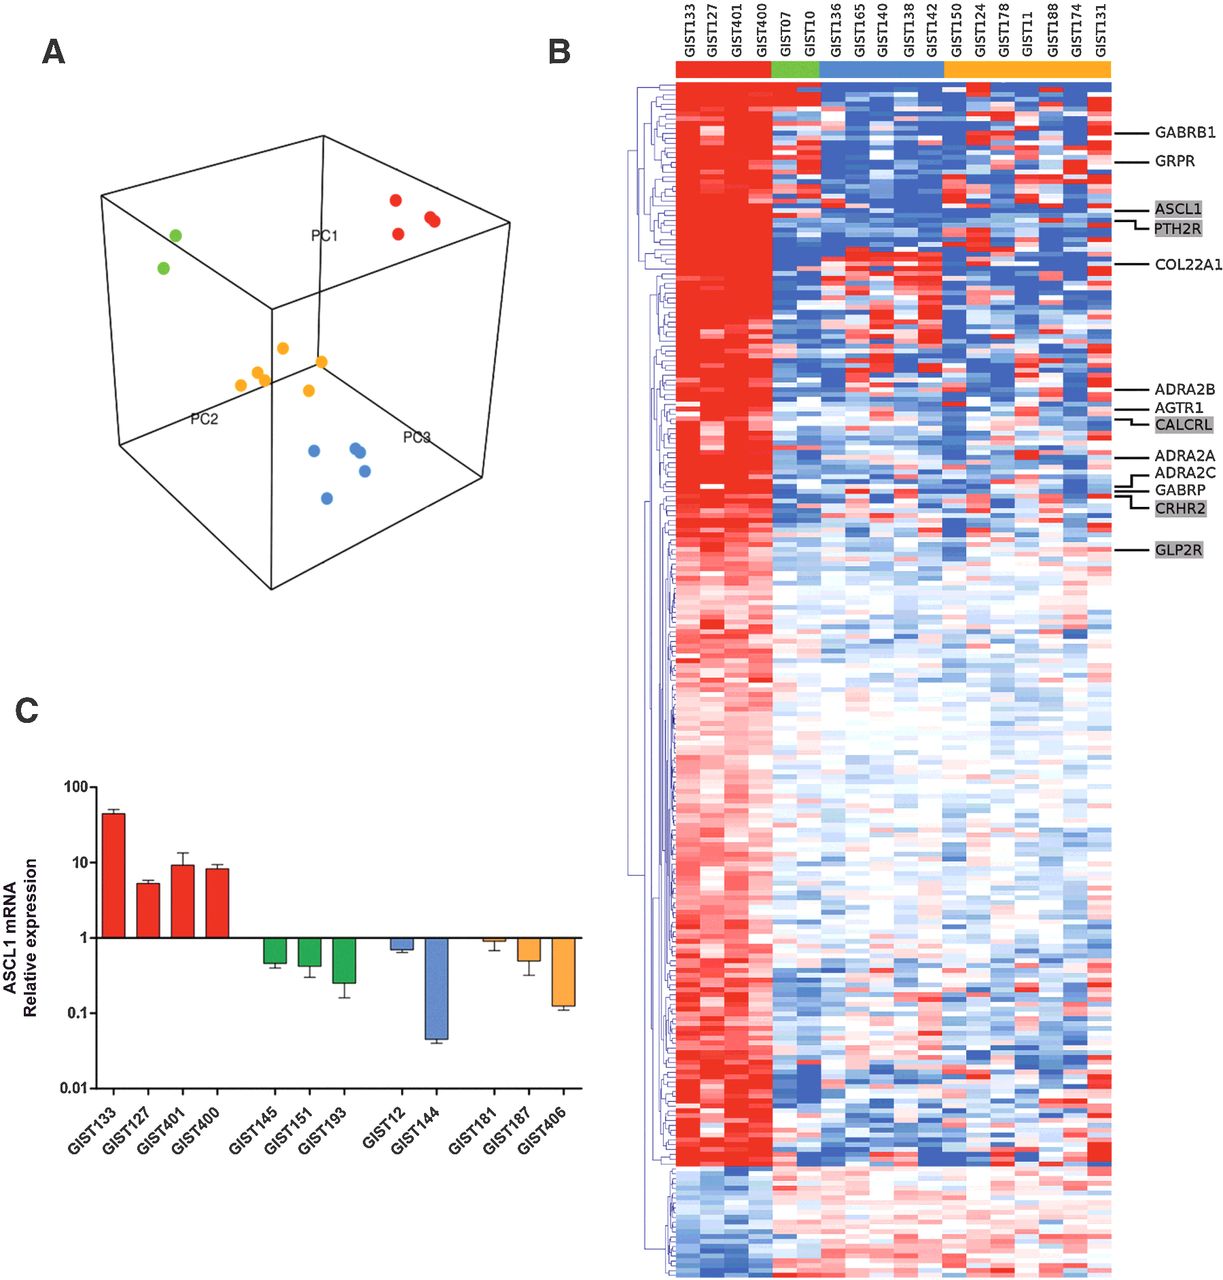 A
PC1
PC2
PC3
B
GIST133
GIST127
GIST401
GIST400
GIST07
GIST10
GIST136
GIST165
GIST140
GIST138
GIST142
GIST150
GIST124
GIST178
GIST11
GIST188
GIST174
GIST131
GABRB1
GRPR
ASCL1
PTH2R
COL22A1
ADRA2B
AGTR1
CALCRL
ADRA2A
ADRA2C
GABRP
CRHR2
GLP2R
C
ASCL1 mRNA
Relative expression
100
10
1
0.1
0.01
GIST133
GIST127
GIST401
GIST400
GIST145
GIST151
GIST193
GIST12
GIST144
GIST181
GIST187
GIST406